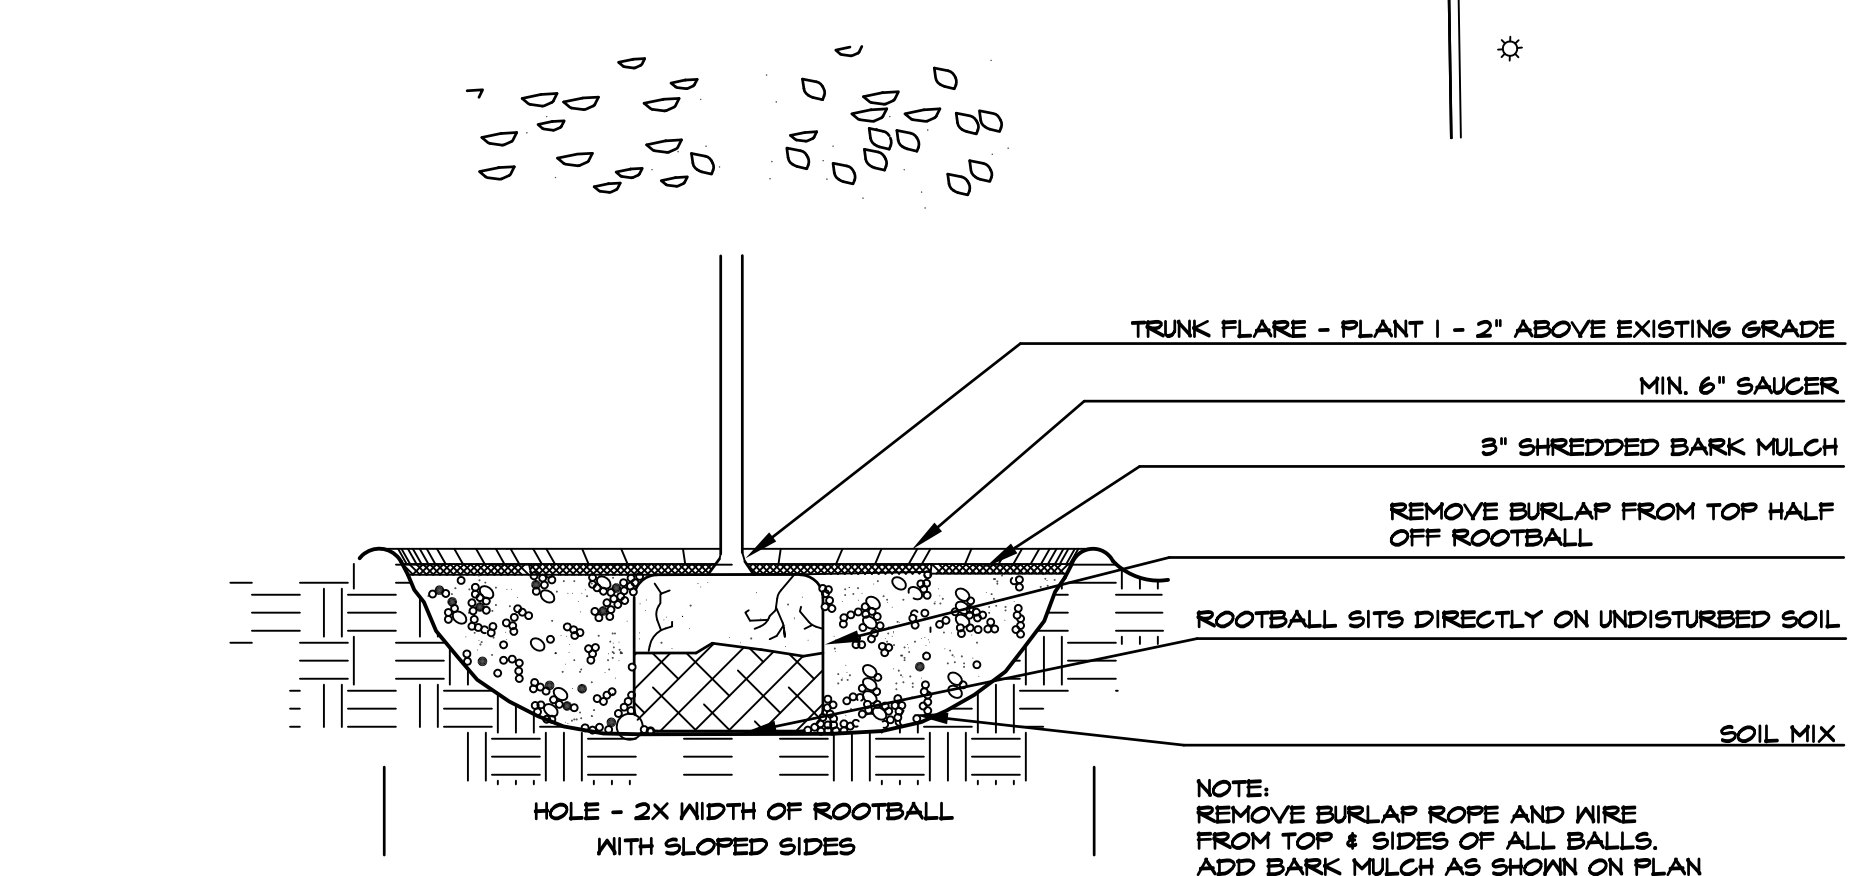 TRUNK FLARE - PLANT 1 - 2" ABOVE EXISTING GRADE
MIN. 6" SAUCER
3" SHREDDED BARK MULCH
REMOVE BURLAP FROM TOP HALF
OFF ROOTBALL
ROOTBALL SITS DIRECTLY ON UNDISTURBED SOIL
SOIL MIX
HOLE - 2X WIDTH OF ROOTBALL
WITH SLOPED SIDES
NOTE:
REMOVE BURLAP ROPE AND WIRE
FROM TOP & SIDES OF ALL BALLS.
ADD BARK MULCH AS SHOWN ON PLAN